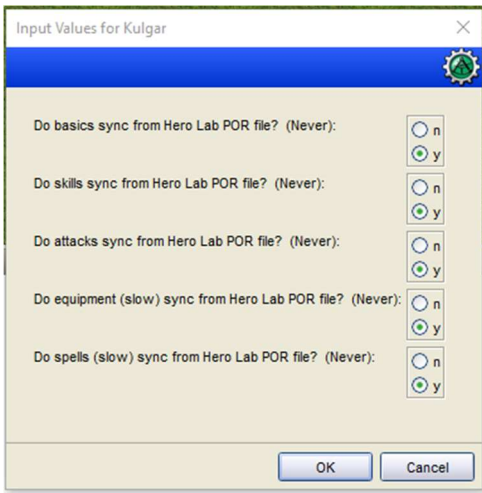 Input Values for Kulgar
Do basics sync from Hero Lab POR file? (Never):
n
y
Do skills sync from Hero Lab POR file? (Never):
n
y
Do attacks sync from Hero Lab POR file? (Never):
n
y
Do equipment (slow) sync from Hero Lab POR file? (Never):
n
y
Do spells (slow) sync from Hero Lab POR file? (Never):
n
y
OK
Cancel